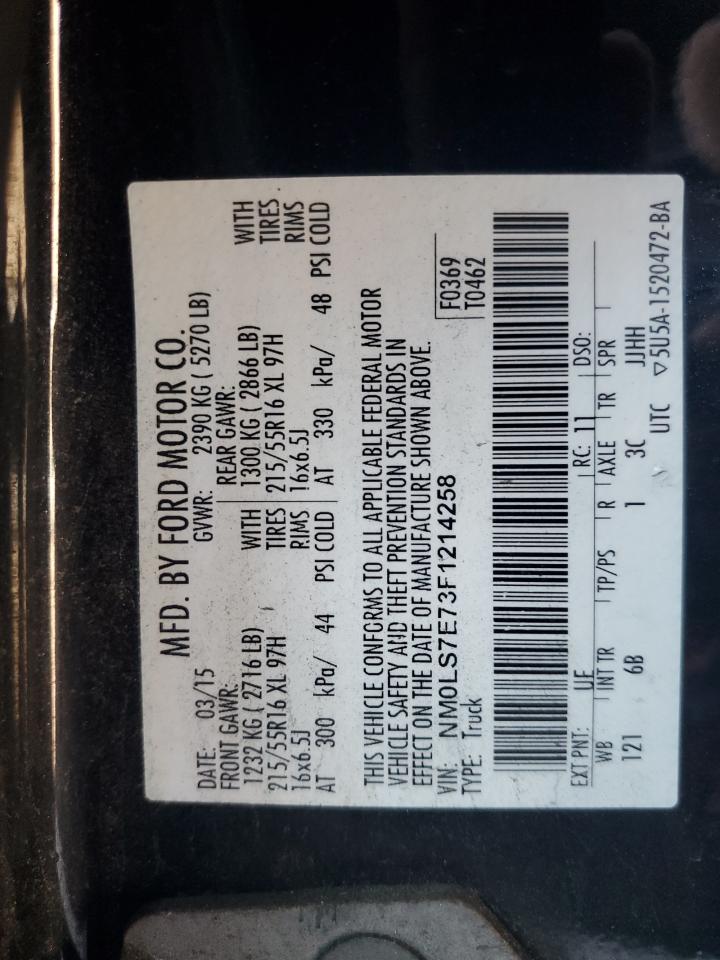 MFD. BY FORD MOTOR CO.
DATE: 03/15 GVWR: 2390 KG ( 5270 LB)
FRONT GAWR: REAR GAWR:
1232 KG ( 2716 LB) WITH 1300 KG ( 2866 LB) WITH
215/55R16 XL 97H TIRES 215/55R16 XL 97H TIRES
16x6.5J RIMS 16x6.5J RIMS
AT 300 kPa/ 44 PSI COLD AT 330 kPa/ 48 PSI COLD
THIS VEHICLE CONFORMS TO ALL APPLICABLE FEDERAL MOTOR
VEHICLE SAFETY AND THEFT PREVENTION STANDARDS IN
EFFECT ON THE DATE OF MANUFACTURE SHOWN ABOVE.
VIN: NM0LS7E73F1214258 F0369
TYPE: Truck T0462
EXT PNT: UF RC: 11 DSO:
WB INT TR TP/PS R AXLE TR SPR
121 6B 1 3C JJHH
UTC ▽5U5A-1520472-BA